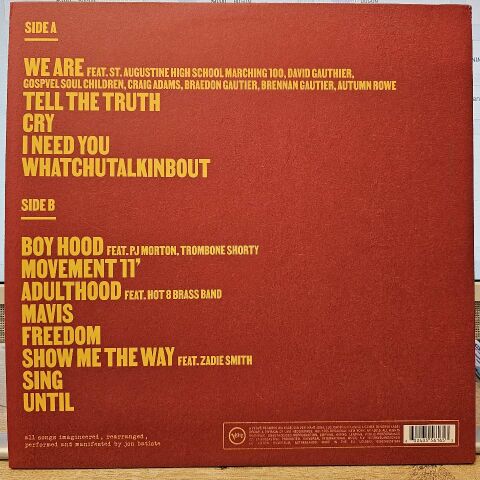 SIDE A
WE ARE FEAT. ST. AUGUSTINE HIGH SCHOOL MARCHING 100, DAVID GAUTHIER,
GOSPVEL SOUL CHILDREN, CRAIG ADAMS, BRAEDON GAUTIER, BRENNAN GAUTIER, AUTUMN ROWE
TELL THE TRUTH
CRY
I NEED YOU
WHATCHUTALKINBOUT
SIDE B
BOY HOOD FEAT. PJ MORTON, TROMBONE SHORTY
MOVEMENT 11'
ADULTHOOD FEAT. HOT 8 BRASS BAND
MAVIS
FREEDOM
SHOW ME THE WAY FEAT. ZADIE SMITH
SING
UNTIL
all songs imagineered, rearranged,
performed and manifested by jon batiste
verve